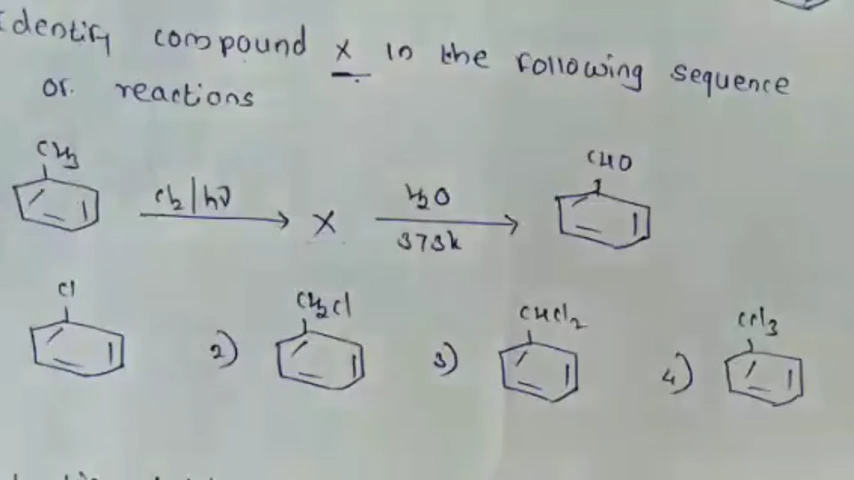 Identify compound X in the following sequence
of reactions
CH3
Cl2/hν
X
H2O
373k
CHO
Cl
2)
CH2Cl
3)
CHCl2
4)
CCl3